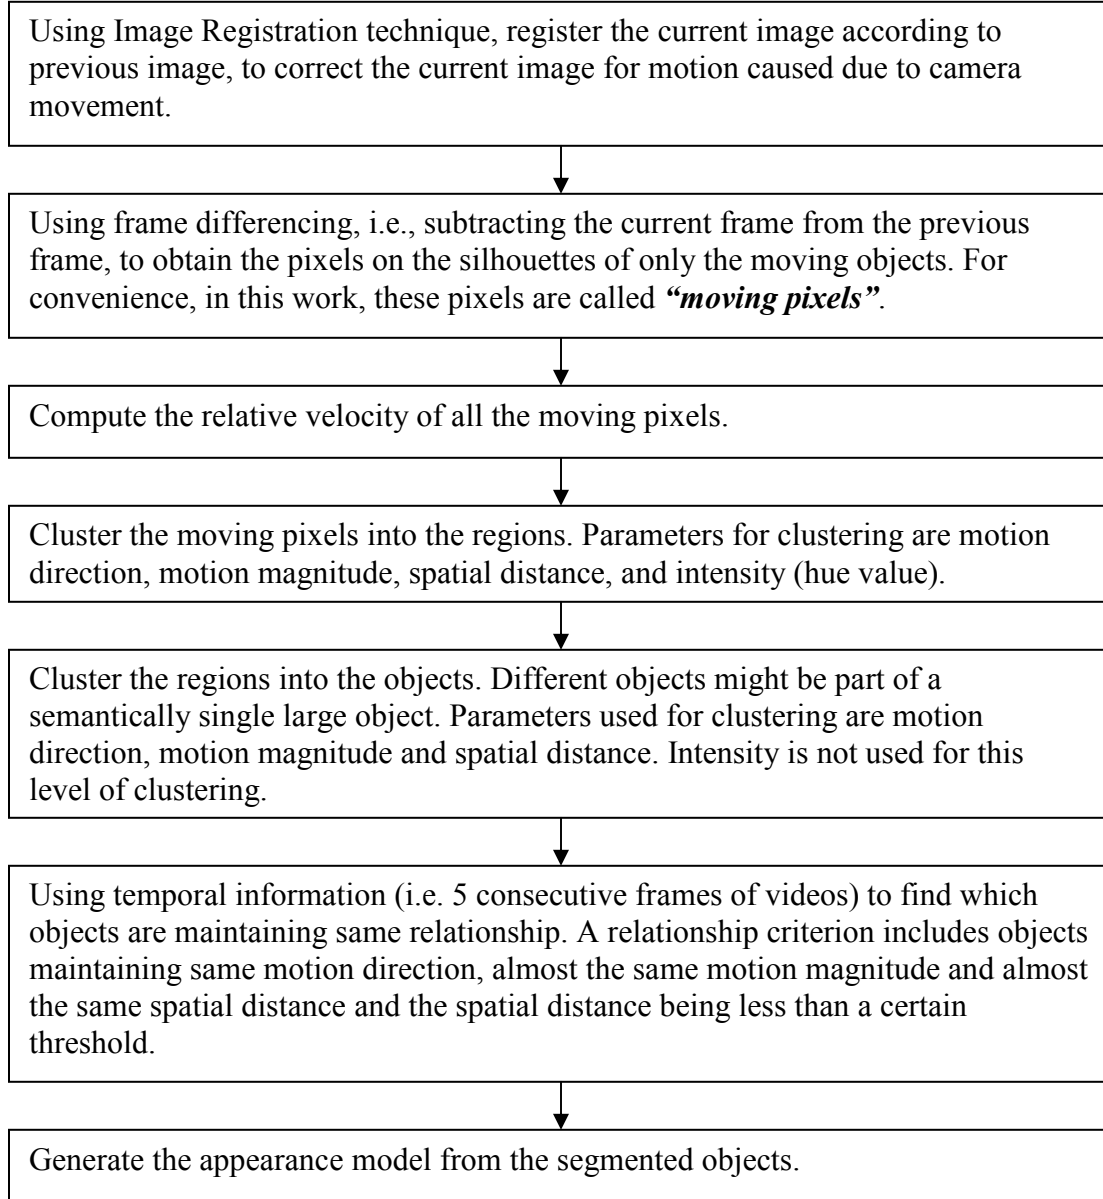 Using Image Registration technique, register the current image according to
previous image, to correct the current image for motion caused due to camera
movement.
Using frame differencing, i.e., subtracting the current frame from the previous
frame, to obtain the pixels on the silhouettes of only the moving objects. For
convenience, in this work, these pixels are called “moving pixels”.
Compute the relative velocity of all the moving pixels.
Cluster the moving pixels into the regions. Parameters for clustering are motion
direction, motion magnitude, spatial distance, and intensity (hue value).
Cluster the regions into the objects. Different objects might be part of a
semantically single large object. Parameters used for clustering are motion
direction, motion magnitude and spatial distance. Intensity is not used for this
level of clustering.
Using temporal information (i.e. 5 consecutive frames of videos) to find which
objects are maintaining same relationship. A relationship criterion includes objects
maintaining same motion direction, almost the same motion magnitude and almost
the same spatial distance and the spatial distance being less than a certain
threshold.
Generate the appearance model from the segmented objects.